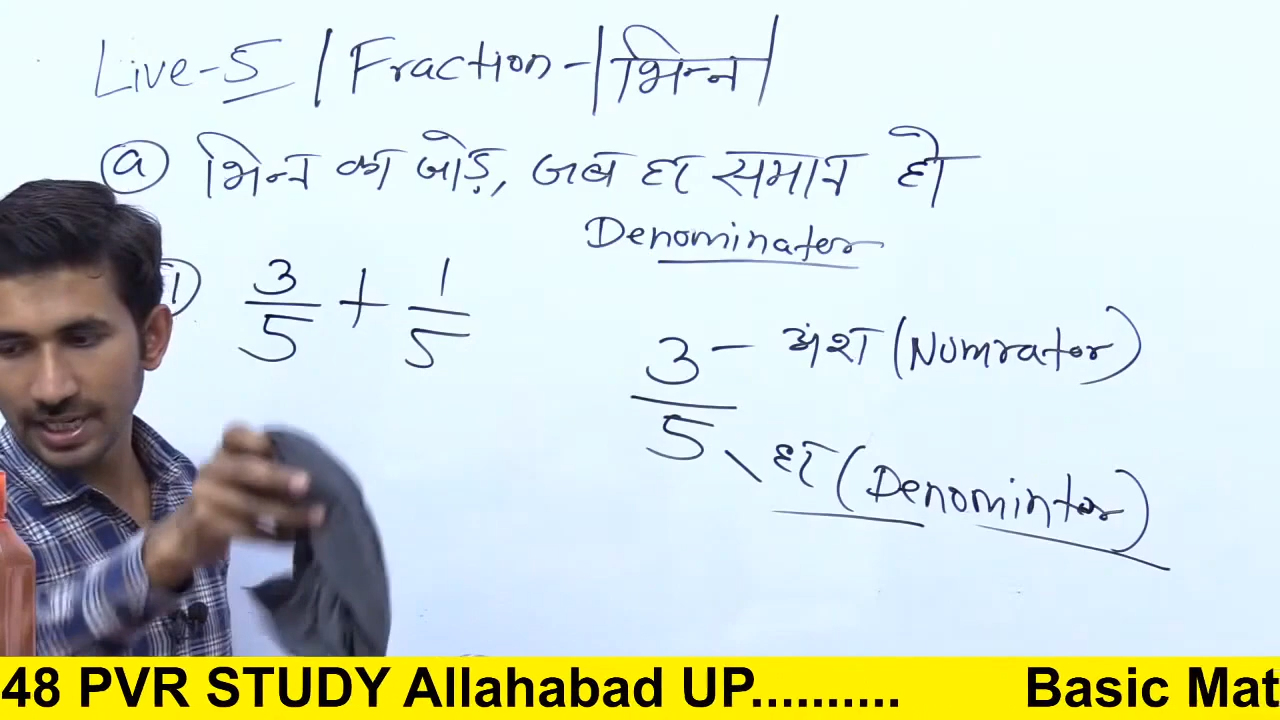 Live-5 / Fraction - / भिन्न /
(a) भिन्न का जोड़, जब हर समान हो
Denominator
1) 3/5 + 1/5
3/5 - अंश (Numrator)
हर (Denomintor)
48 PVR STUDY Allahabad UP.......... Basic Mat